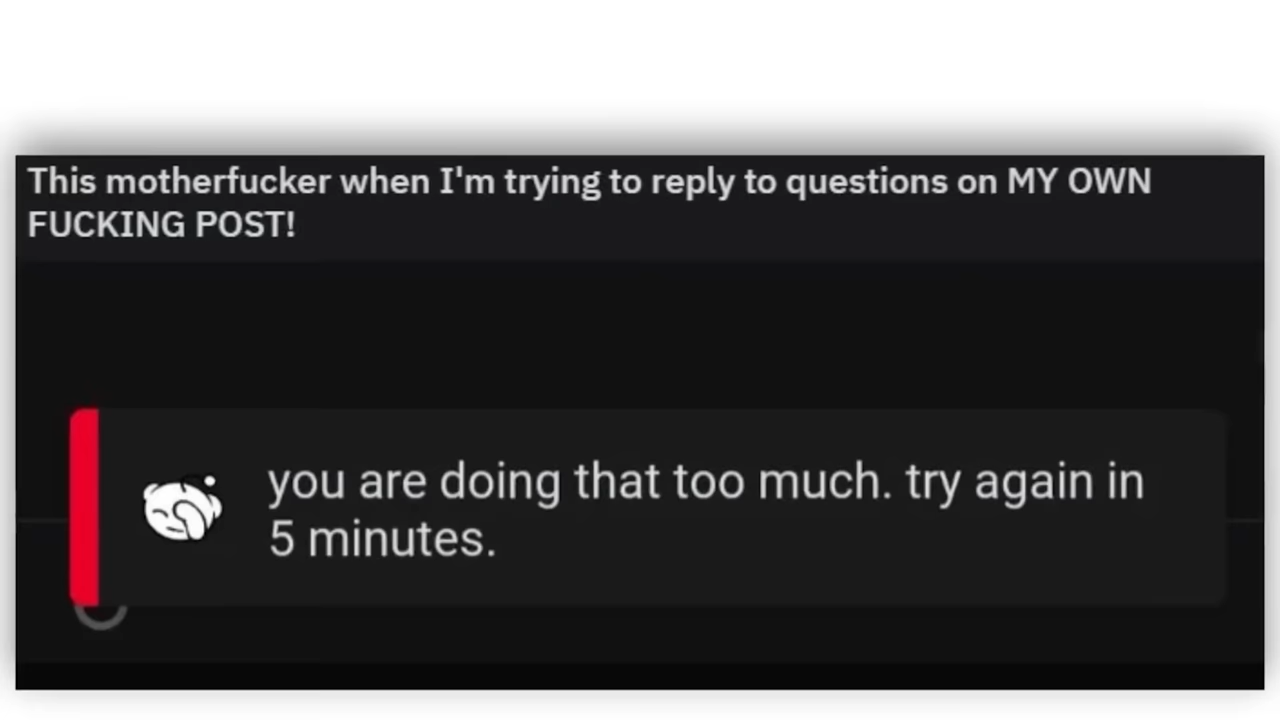 This motherfucker when I'm trying to reply to questions on MY OWN
FUCKING POST!
you are doing that too much. try again in
5 minutes.